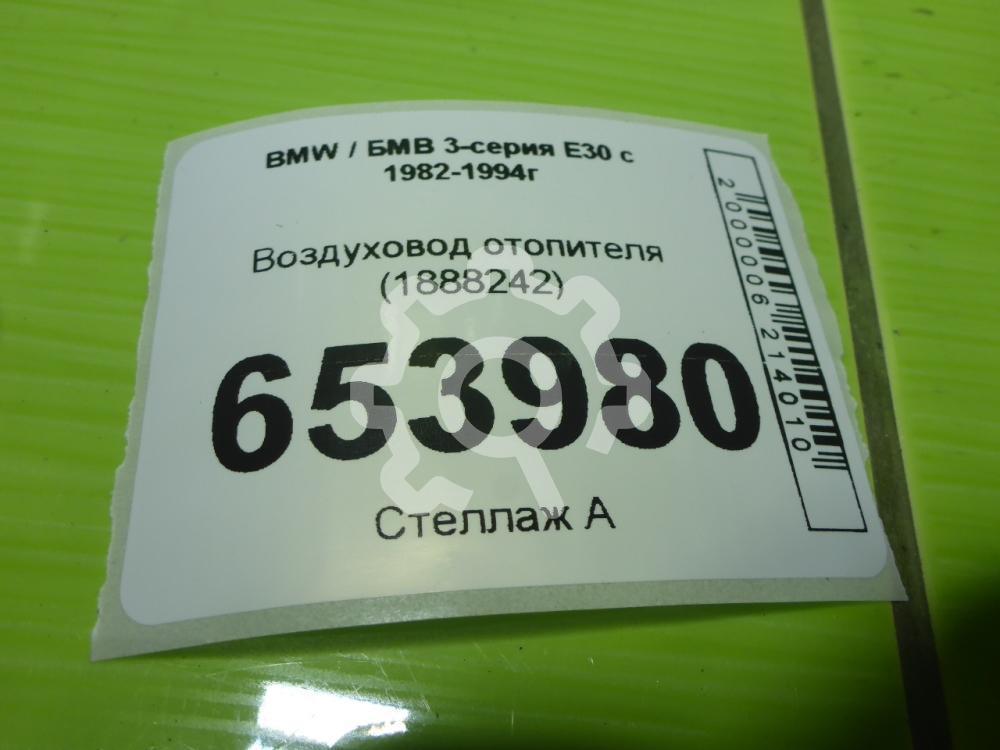 BMW / БМВ 3-серия E30 с
1982-1994г
Воздуховод отопителя
(1888242)
653980
Стеллаж А
2000006214010